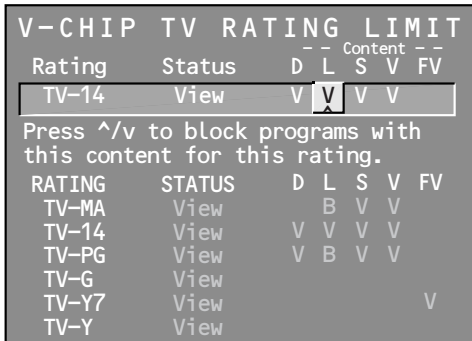 V-CHIP TV RATING LIMIT
-- Content --
Rating Status D L S V FV
TV-14 View V V V V
Press ^/v to block programs with
this content for this rating.
RATING STATUS D L S V FV
TV-MA View B V V
TV-14 View V V V V
TV-PG View V B V V
TV-G View
TV-Y7 View V
TV-Y View